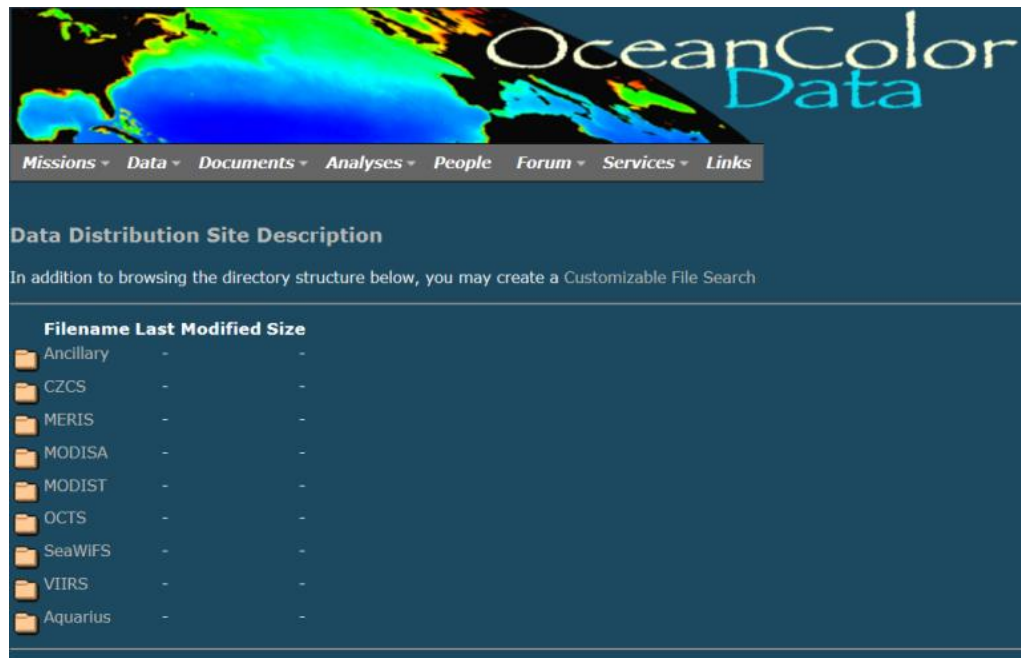 OceanColor
Data
Missions Data Documents Analyses People Forum Services Links
Data Distribution Site Description
In addition to browsing the directory structure below, you may create a Customizable File Search
Filename Last Modified Size
Ancillary - -
CZCS - -
MERIS - -
MODISA - -
MODIST - -
OCTS - -
SeaWiFS - -
VIIRS - -
Aquarius - -